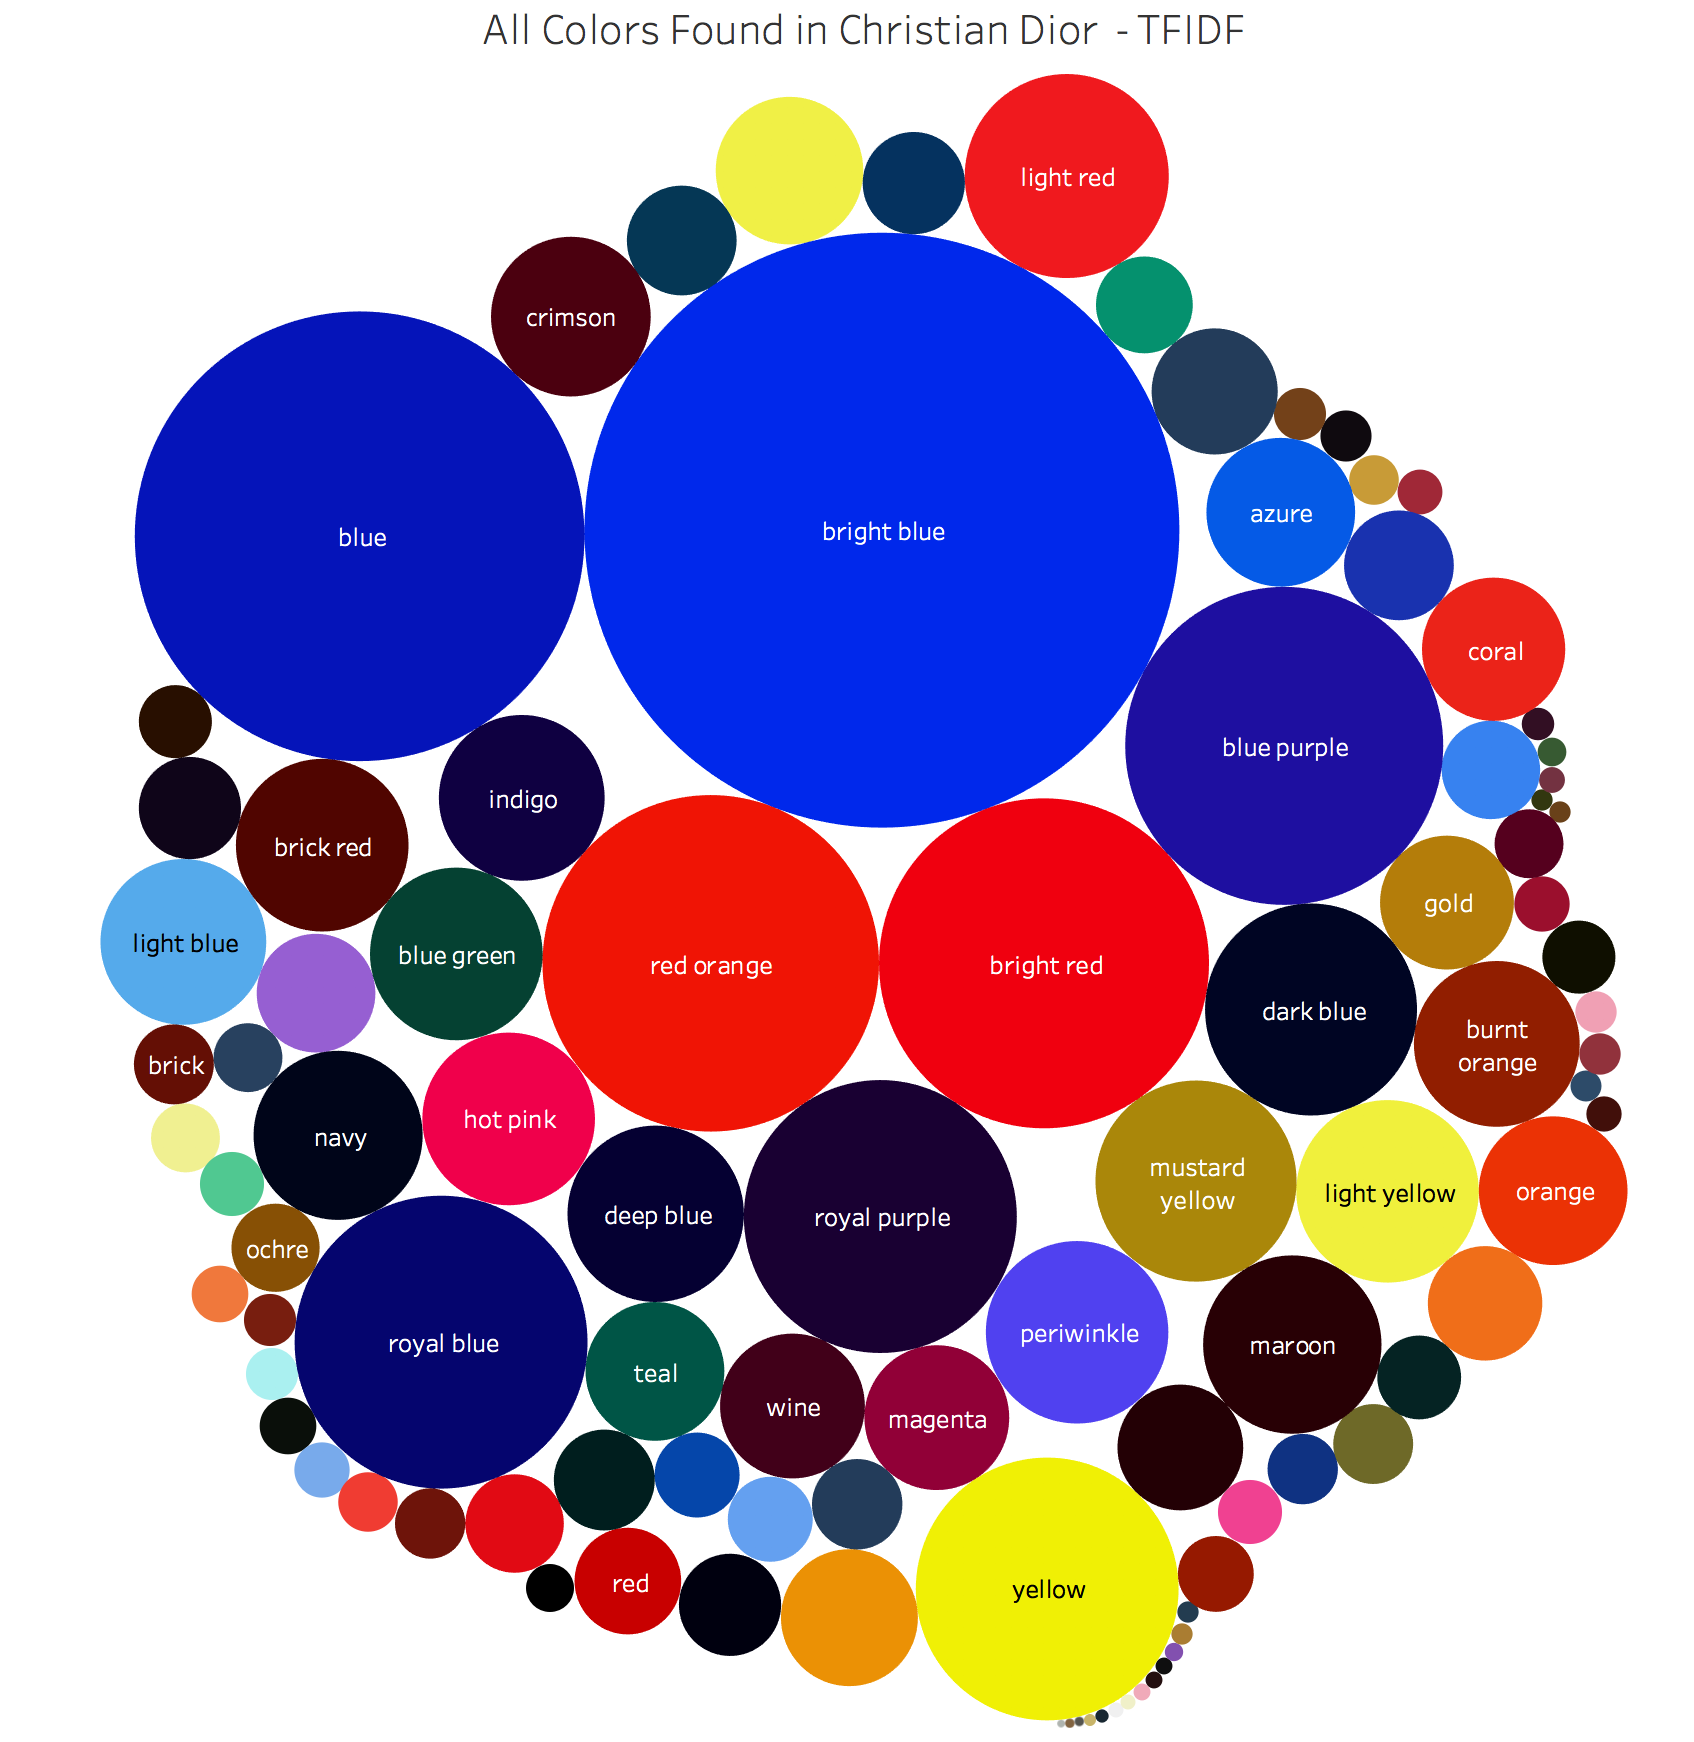 All Colors Found in Christian Dior - TFIDF
light red
crimson
azure
blue
bright blue
coral
blue purple
indigo
brick red
gold
light blue
blue green
red orange
bright red
dark blue
burnt
orange
brick
hot pink
navy
mustard
yellow
light yellow
orange
deep blue
royal purple
ochre
periwinkle
royal blue
maroon
teal
wine
magenta
red
yellow